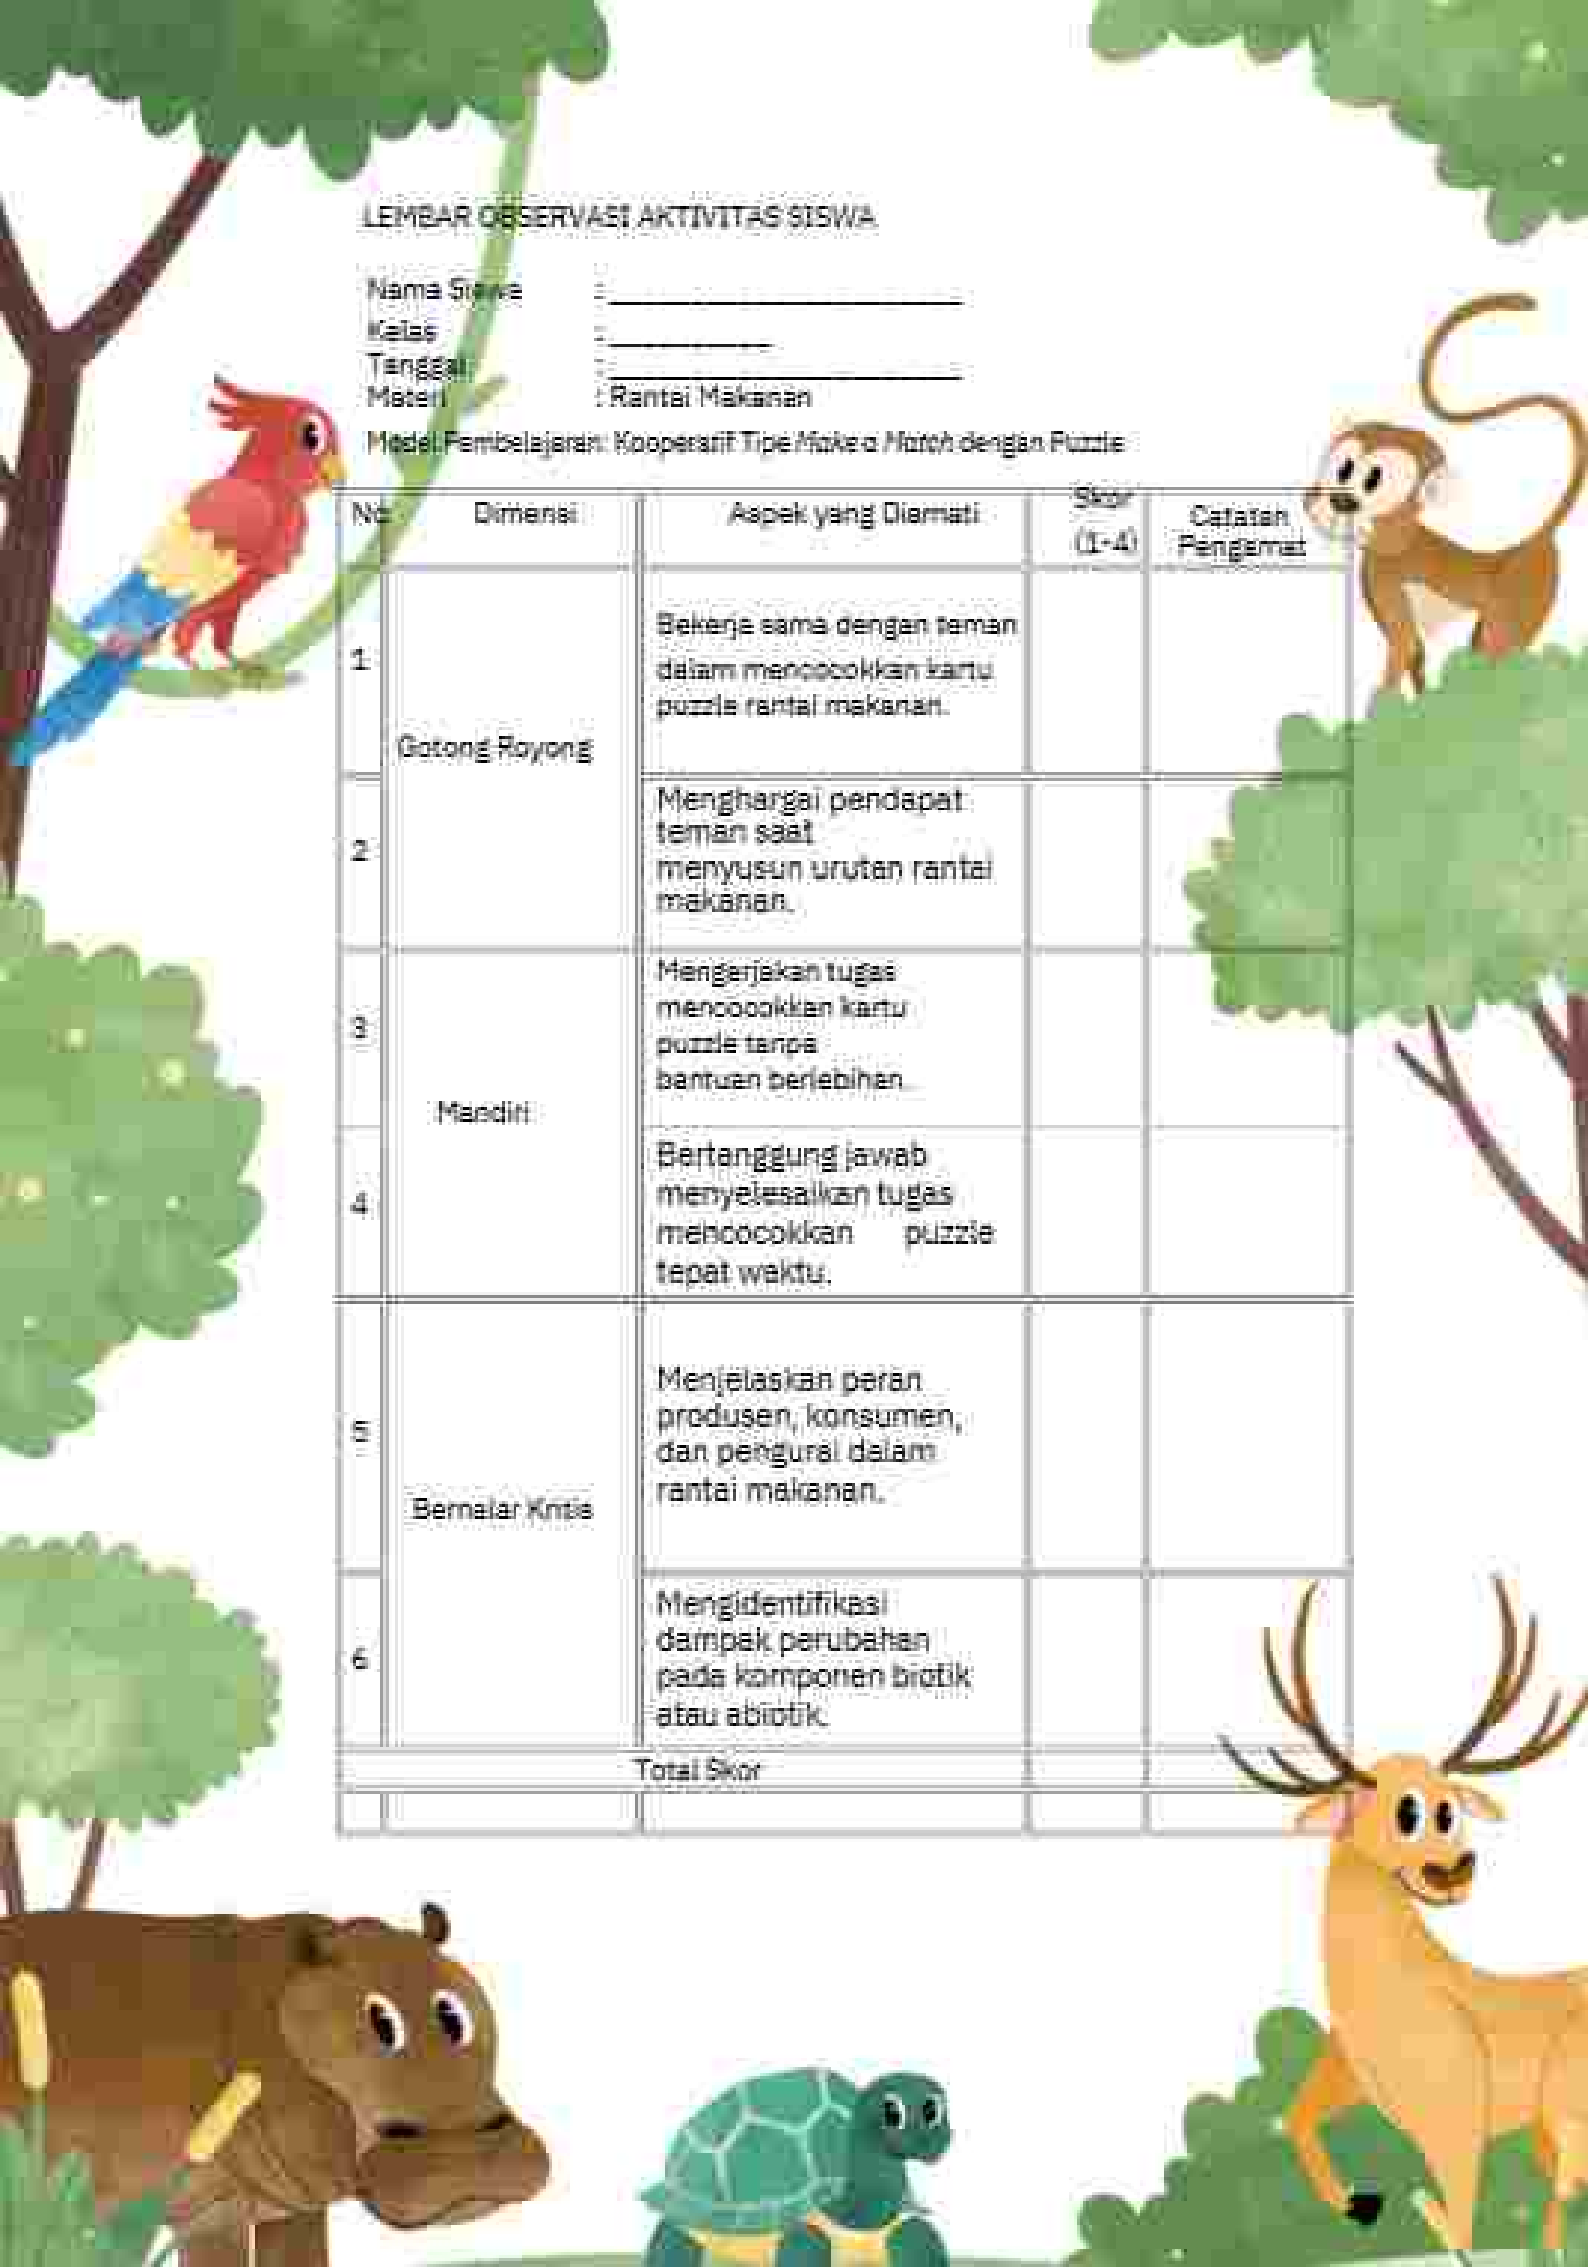 LEMBAR OBSERVASI AKTIVITAS SISWA
Nama Siswa : ____________________
Kelas : __________
Tanggal : ____________________
Materi : Rantai Makanan
Model Pembelajaran: Kooperatif Tipe Make a Match dengan Puzzle
No Dimensi Aspek yang Diamati Skor (1-4) Catatan Pengamat
1
Gotong Royong
Bekerja sama dengan teman
dalam mencocokkan kartu
puzzle rantai makanan.
2
Menghargai pendapat
teman saat
menyusun urutan rantai
makanan.
3
Mandiri
Mengerjakan tugas
mencocokkan kartu
puzzle tanpa
bantuan berlebihan.
4
Bertanggung jawab
menyelesaikan tugas
mencocokkan puzzle
tepat waktu.
5
Bernalar Kritis
Menjelaskan peran
produsen, konsumen,
dan pengurai dalam
rantai makanan.
6
Mengidentifikasi
dampak perubahan
pada komponen biotik
atau abiotik.
Total Skor